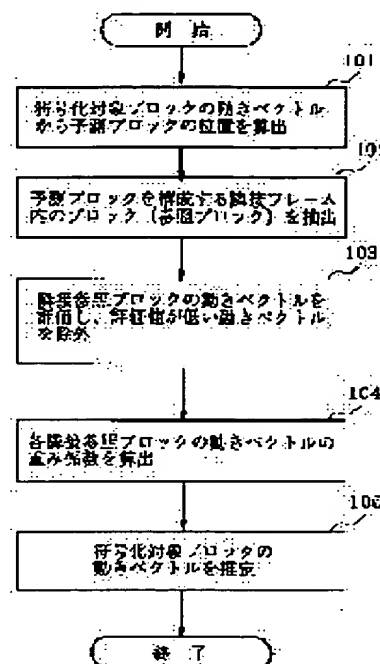 開 始
101
符号化対象ブロックの動きベクトル
から予測ブロックの位置を算出
102
予測ブロックを構成する隣接フレーム
内のブロック（参照ブロック）を抽出
103
隣接参照ブロックの動きベクトルを
評価し、評価値が低い動きベクトル
を除外
104
各隣接参照ブロックの動きベクトルの
重み係数を算出
106
符号化対象ブロックの
動きベクトルを推定
終 了